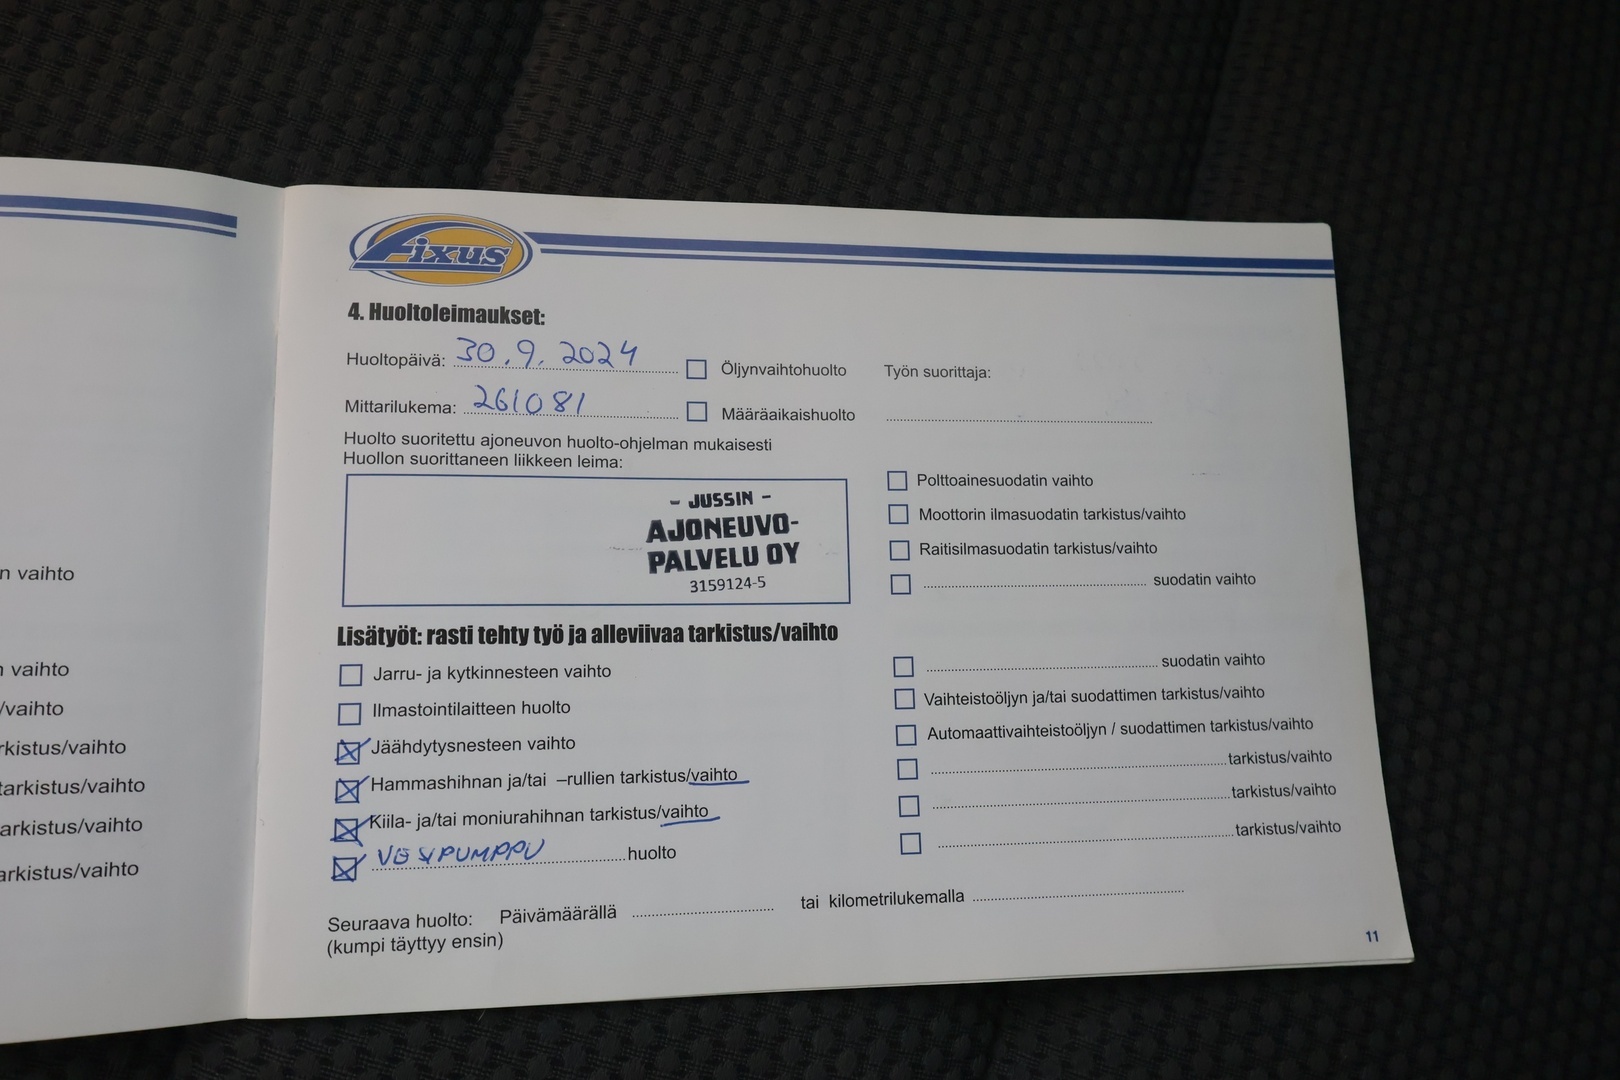 n vaihto
n vaihto
/vaihto
rkistus/vaihto
tarkistus/vaihto
arkistus/vaihto
arkistus/vaihto
Fixus
4. Huoltoleimaukset:
Huoltopäivä: 30.9.2024 Öljynvaihtohuolto Työn suorittaja:
Mittarilukema: 261081 Määräaikaishuolto
Huolto suoritettu ajoneuvon huolto-ohjelman mukaisesti
Huollon suorittaneen liikkeen leima:
- JUSSIN -
AJONEUVO-
PALVELU OY
3159124-5
Polttoainesuodatin vaihto
Moottorin ilmasuodatin tarkistus/vaihto
Raitisilmasuodatin tarkistus/vaihto
suodatin vaihto
Lisätyöt: rasti tehty työ ja alleviivaa tarkistus/vaihto
Jarru- ja kytkinnesteen vaihto
Ilmastointilaitteen huolto
Jäähdytysnesteen vaihto
Hammashihnan ja/tai –rullien tarkistus/vaihto
Kiila- ja/tai moniurahihnan tarkistus/vaihto
VESIPUMPPU huolto
suodatin vaihto
Vaihteistoöljyn ja/tai suodattimen tarkistus/vaihto
Automaattivaihteistoöljyn / suodattimen tarkistus/vaihto
tarkistus/vaihto
tarkistus/vaihto
tarkistus/vaihto
Seuraava huolto: Päivämäärällä tai kilometrilukemalla
(kumpi täyttyy ensin)
11